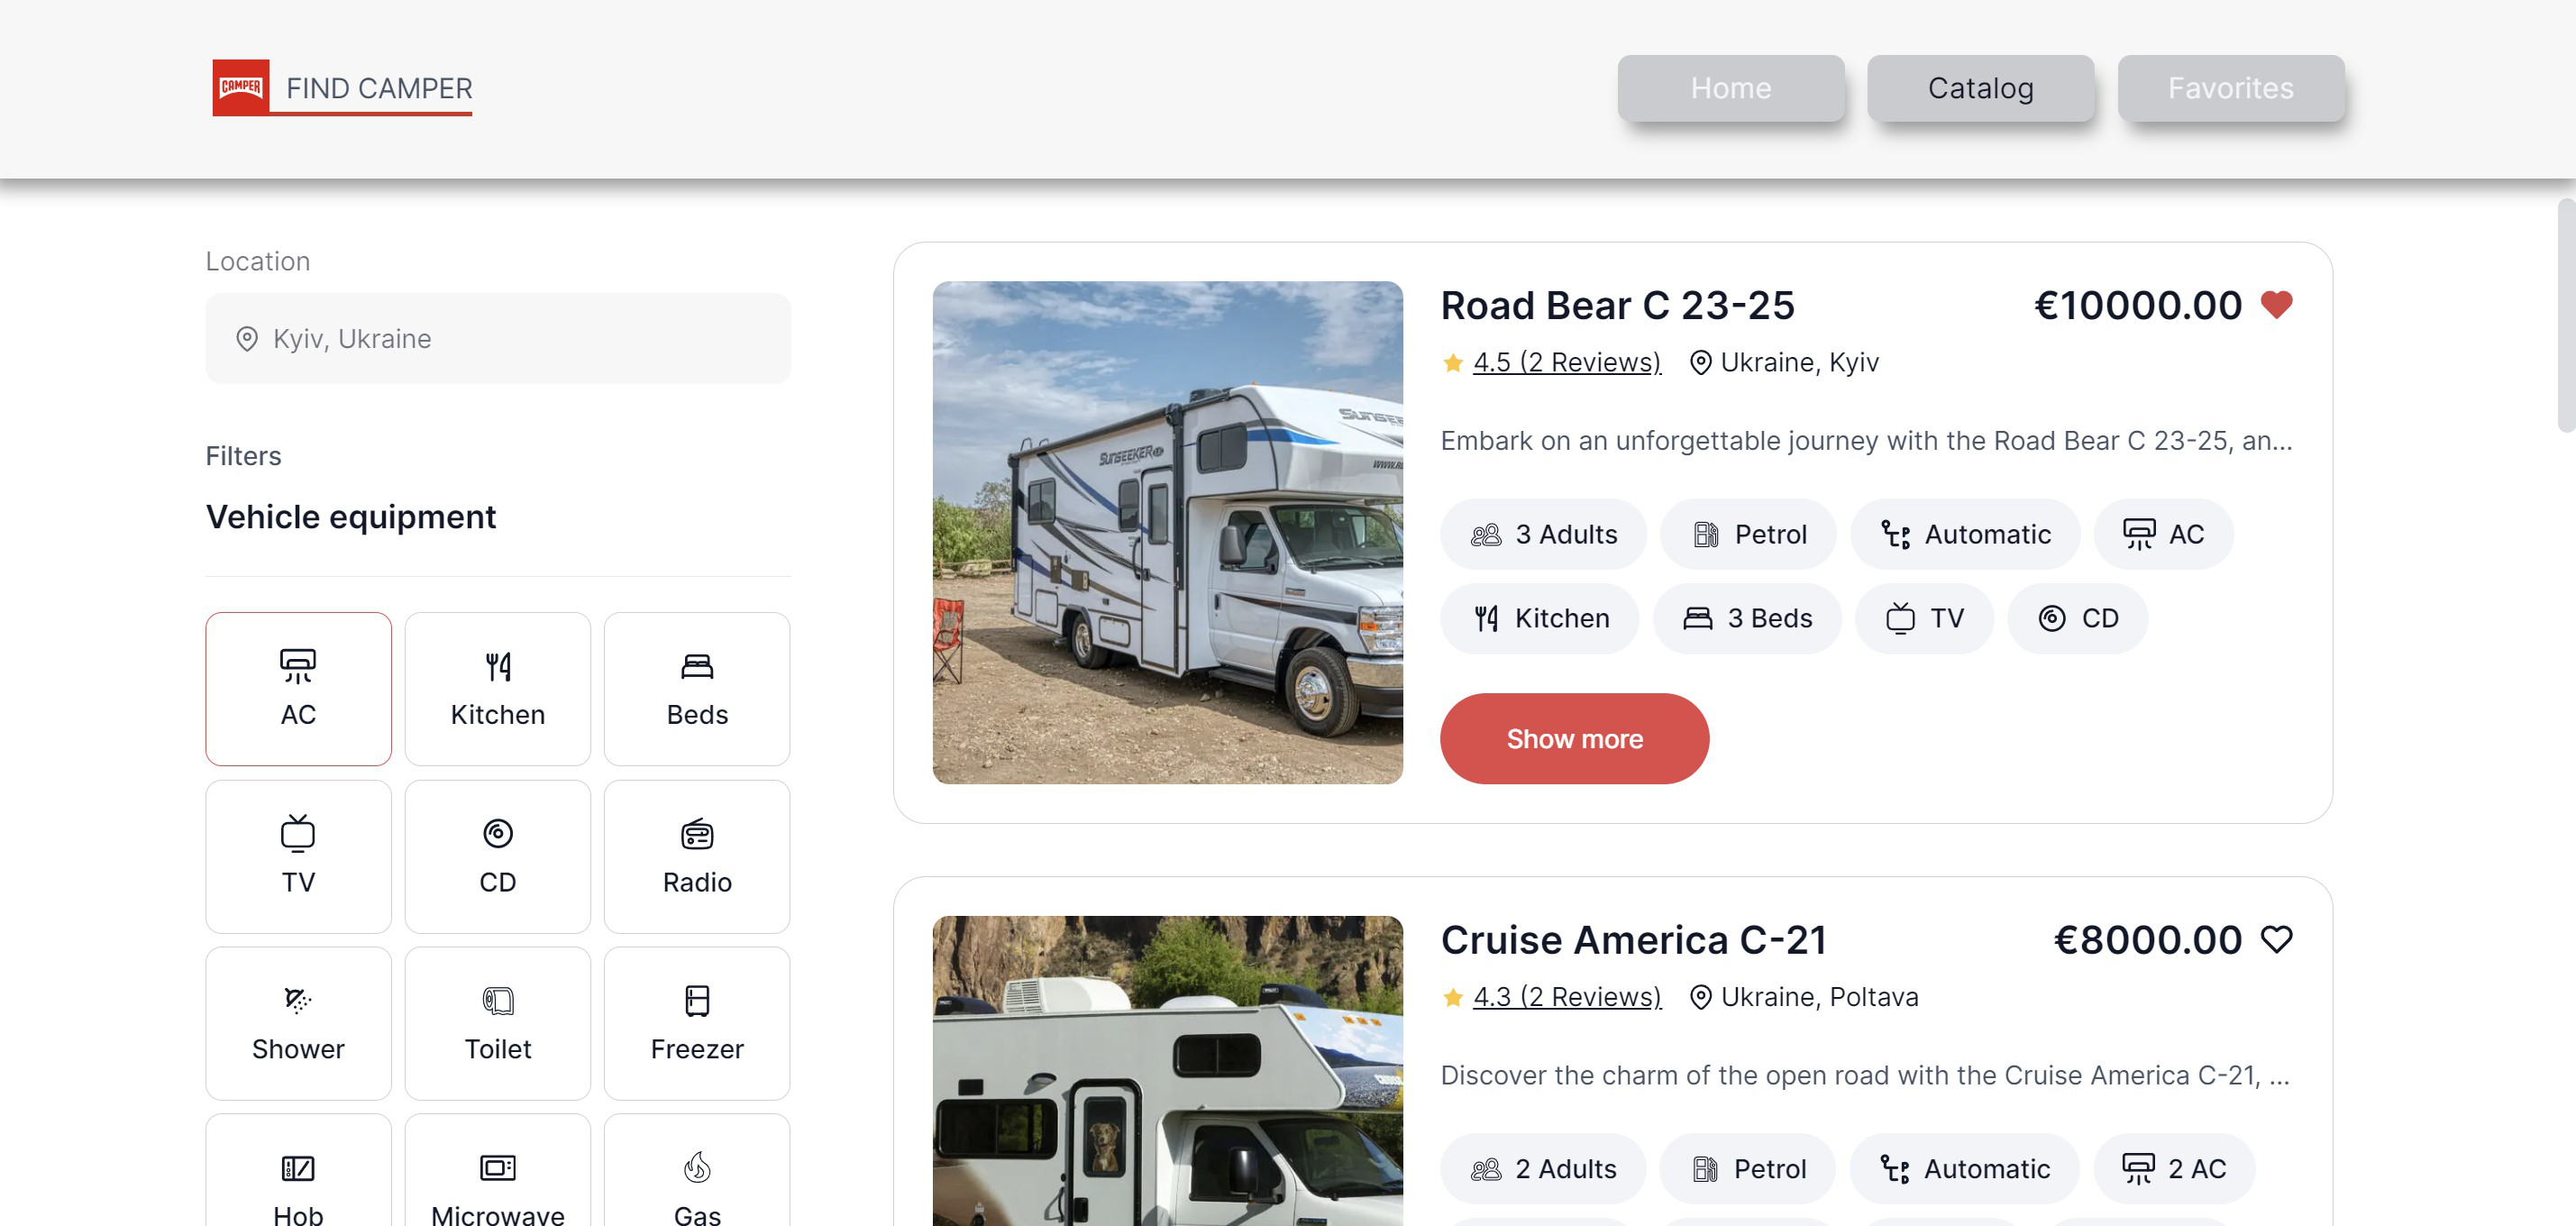 CAMPER
FIND CAMPER
Home
Catalog
Favorites
Location
Kyiv, Ukraine
Filters
Vehicle equipment
AC
Kitchen
Beds
TV
CD
Radio
Shower
Toilet
Freezer
Hob
Microwave
Gas
SUNSEEKER
Road Bear C 23-25
€10000.00
4.5 (2 Reviews)
Ukraine, Kyiv
Embark on an unforgettable journey with the Road Bear C 23-25, an...
3 Adults
Petrol
Automatic
AC
Kitchen
3 Beds
TV
CD
Show more
Cruise America C-21
€8000.00
4.3 (2 Reviews)
Ukraine, Poltava
Discover the charm of the open road with the Cruise America C-21, ...
2 Adults
Petrol
Automatic
2 AC